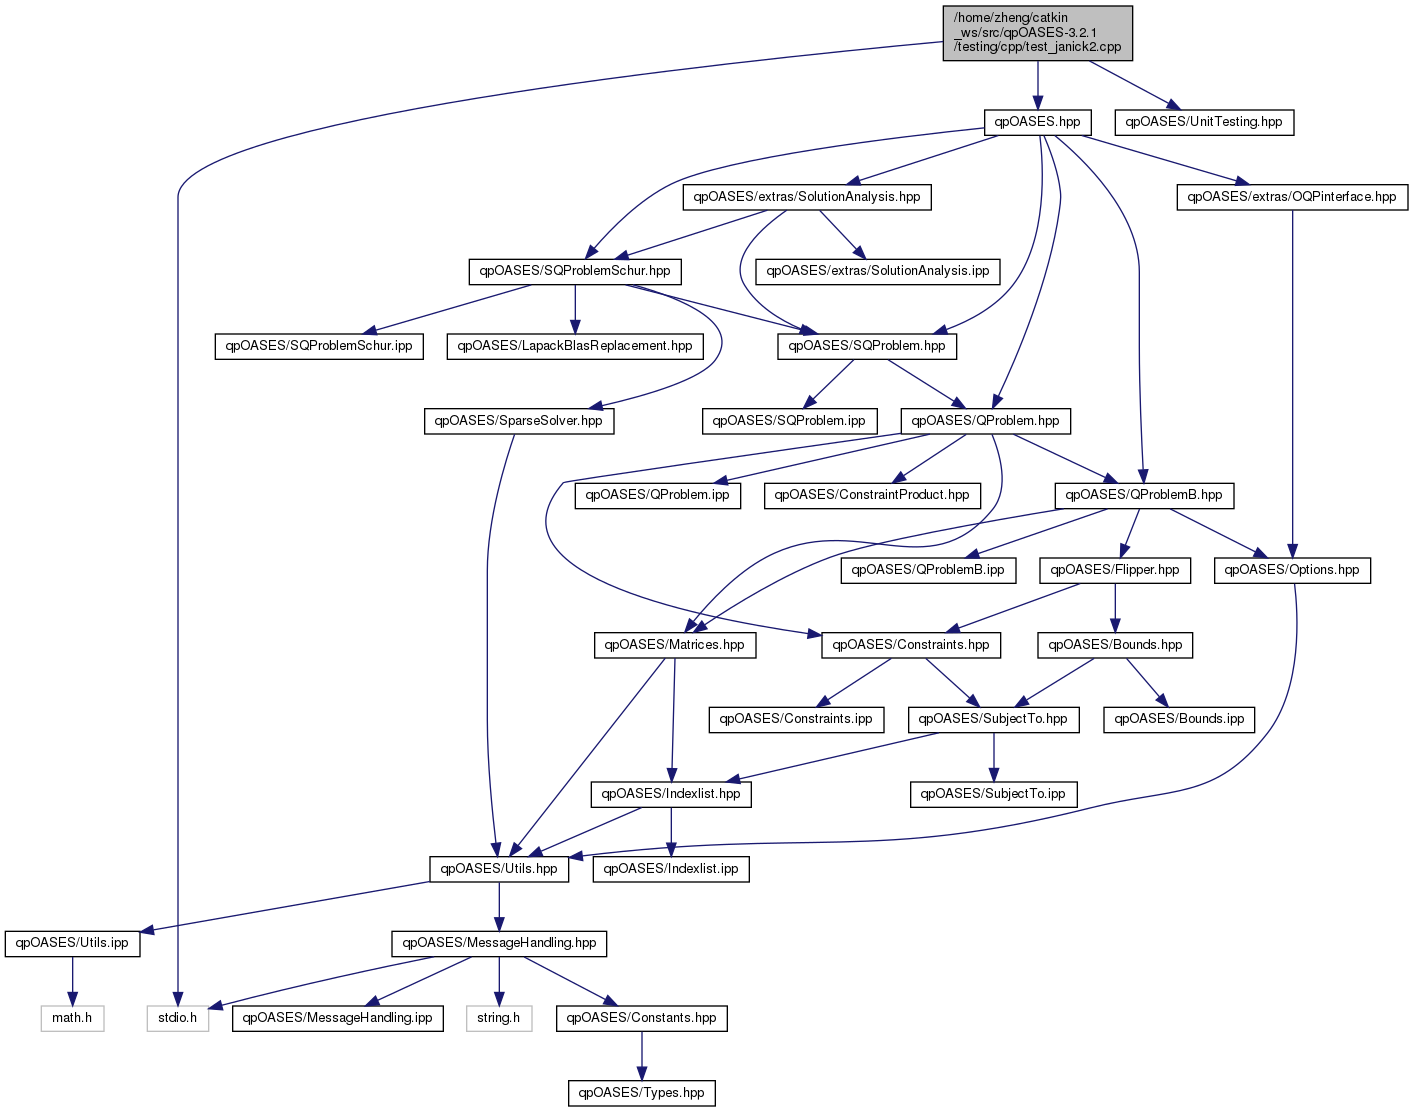 /home/zheng/catkin
_ws/src/qpOASES-3.2.1
/testing/cpp/test_janick2.cpp
qpOASES.hpp
qpOASES/UnitTesting.hpp
qpOASES/extras/SolutionAnalysis.hpp
qpOASES/extras/OQPinterface.hpp
qpOASES/SQProblemSchur.hpp
qpOASES/extras/SolutionAnalysis.ipp
qpOASES/SQProblemSchur.ipp
qpOASES/LapackBlasReplacement.hpp
qpOASES/SQProblem.hpp
qpOASES/SparseSolver.hpp
qpOASES/SQProblem.ipp
qpOASES/QProblem.hpp
qpOASES/QProblem.ipp
qpOASES/ConstraintProduct.hpp
qpOASES/QProblemB.hpp
qpOASES/QProblemB.ipp
qpOASES/Flipper.hpp
qpOASES/Options.hpp
qpOASES/Matrices.hpp
qpOASES/Constraints.hpp
qpOASES/Bounds.hpp
qpOASES/Constraints.ipp
qpOASES/SubjectTo.hpp
qpOASES/Bounds.ipp
qpOASES/Indexlist.hpp
qpOASES/SubjectTo.ipp
qpOASES/Utils.hpp
qpOASES/Indexlist.ipp
qpOASES/Utils.ipp
qpOASES/MessageHandling.hpp
math.h
stdio.h
qpOASES/MessageHandling.ipp
string.h
qpOASES/Constants.hpp
qpOASES/Types.hpp